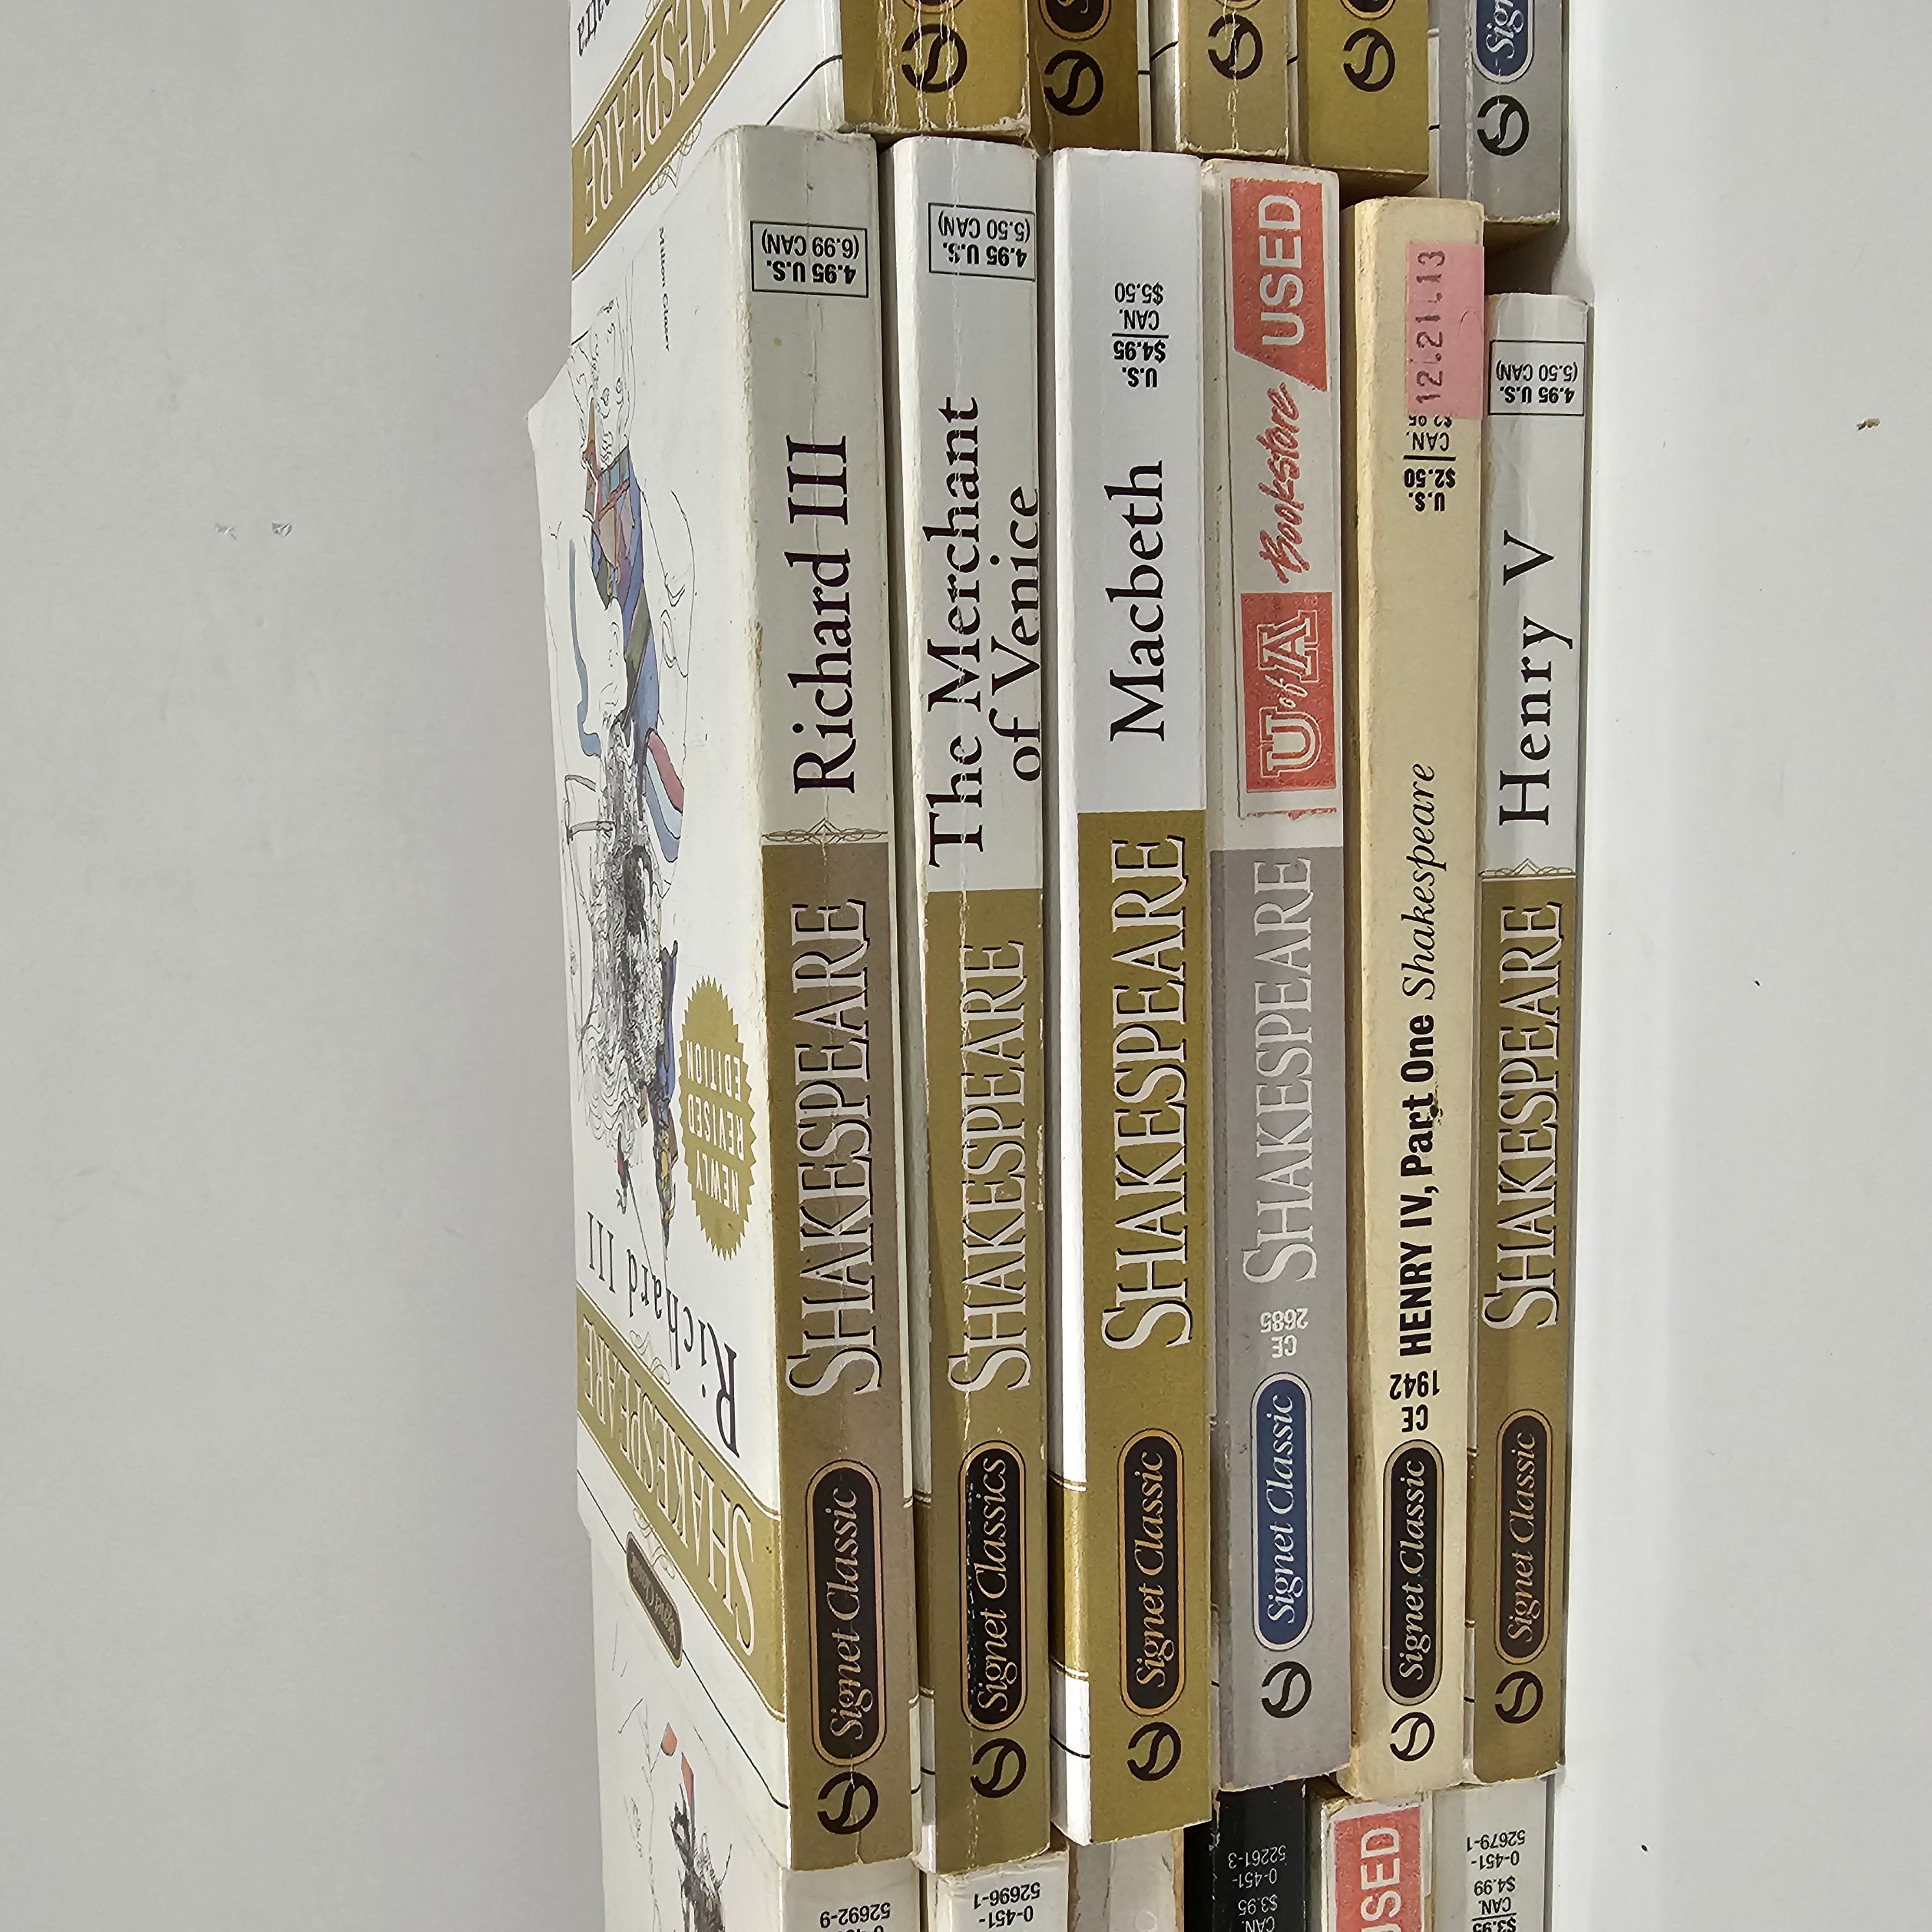 SHAKESPEARE
Richard III
NEWLY
REVISED
EDITION
Milton Glaser
Signet Classic SHAKESPEARE Richard III 4.95 U.S.
(6.99 CAN)
Signet Classics SHAKESPEARE The Merchant
of Venice 4.95 U.S.
(5.50 CAN)
Signet Classic SHAKESPEARE Macbeth U.S.
$4.95
CAN.
$5.50
Signet Classic CE
2685 SHAKESPEARE U of A Bookstore USED
Signet Classic CE
1942 HENRY IV, Part One Shakespeare U.S.
$2.50
CAN.
12.21.13
Signet Classic SHAKESPEARE Henry V 4.95 U.S.
(5.50 CAN)
52692-9
0-451-
52696-1
CAN.
$3.95
0-451-
52261-3
USED
$3.95
CAN.
$4.99
0-451-
52679-1